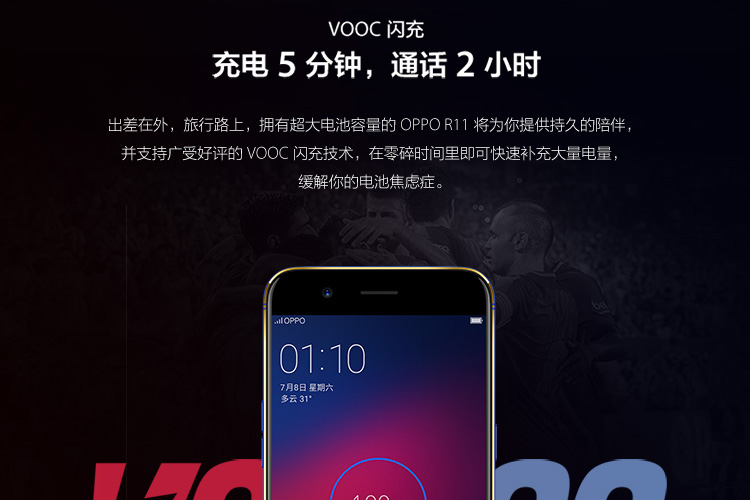 VOOC 闪充
充电 5 分钟，通话 2 小时
出差在外，旅行路上，拥有超大电池容量的 OPPO R11 将为你提供持久的陪伴，
并支持广受好评的 VOOC 闪充技术，在零碎时间里即可快速补充大量电量，
缓解你的电池焦虑症。
OPPO
01:10
7月8日 星期六
多云 31°